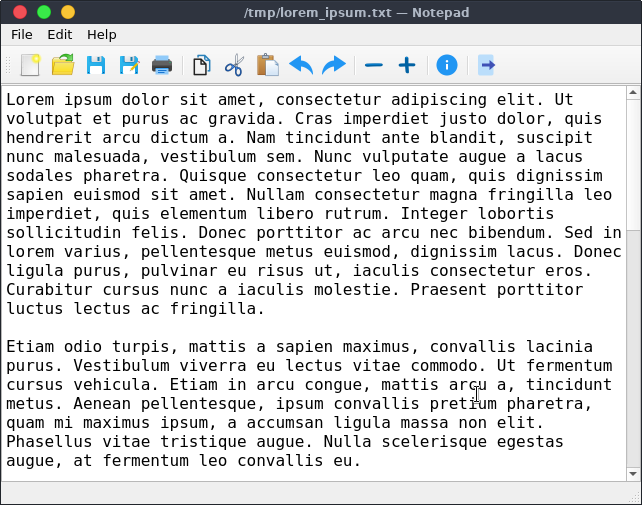 /tmp/lorem_ipsum.txt — Notepad
File Edit Help
Lorem ipsum dolor sit amet, consectetur adipiscing elit. Ut
volutpat et purus ac gravida. Cras imperdiet justo dolor, quis
hendrerit arcu dictum a. Nam tincidunt ante blandit, suscipit
nunc malesuada, vestibulum sem. Nunc vulputate augue a lacus
sodales pharetra. Quisque consectetur leo quam, quis dignissim
sapien euismod sit amet. Nullam consectetur magna fringilla leo
imperdiet, quis elementum libero rutrum. Integer lobortis
sollicitudin felis. Donec porttitor ac arcu nec bibendum. Sed in
lorem varius, pellentesque metus euismod, dignissim lacus. Donec
ligula purus, pulvinar eu risus ut, iaculis consectetur eros.
Curabitur cursus nunc a iaculis molestie. Praesent porttitor
luctus lectus ac fringilla.

Etiam odio turpis, mattis a sapien maximus, convallis lacinia
purus. Vestibulum viverra eu lectus vitae commodo. Ut fermentum
cursus vehicula. Etiam in arcu congue, mattis arcu a, tincidunt
metus. Aenean pellentesque, ipsum convallis pretium pharetra,
quam mi maximus ipsum, a accumsan ligula massa non elit.
Phasellus vitae tristique augue. Nulla scelerisque egestas
augue, at fermentum leo convallis eu.